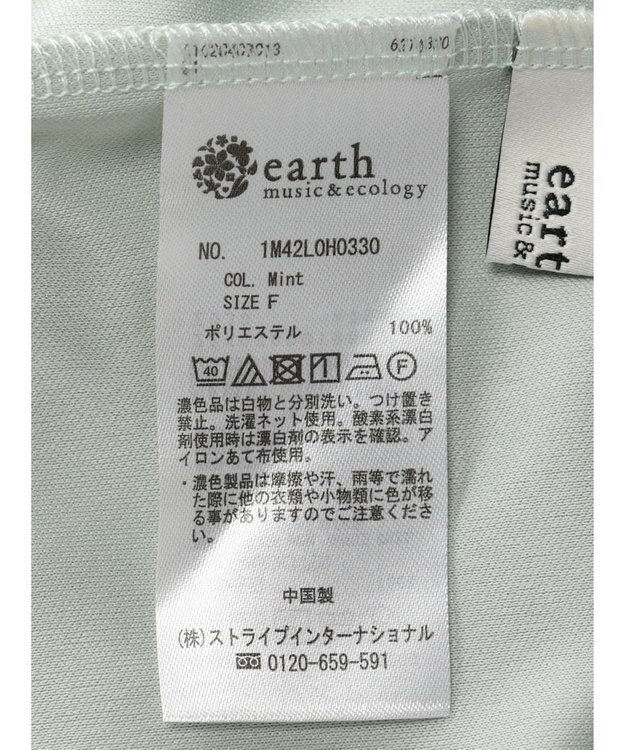 earth
music&ecology
NO. 1M42L0H0330
COL. Mint
SIZE F
ポリエステル 100%
40 F
濃色品は白物と分別洗い。つけ置き
禁止。洗濯ネット使用。酸素系漂白
剤使用時は漂白剤の表示を確認。ア
イロンあて布使用。
・濃色製品は摩擦や汗、雨等で濡れ
た際に他の衣類や小物類に色が移
る事がありますのでご注意くださ
い。
中国製
(株)ストライプインターナショナル
0120-659-591
eart
music&